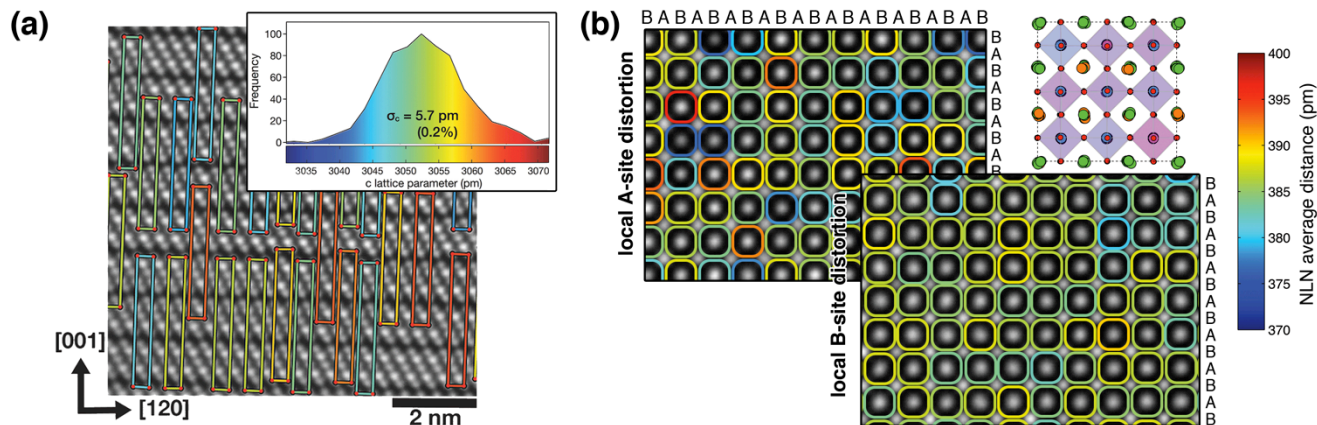 (a)
100
80
60
40
20
0
Frequency
σc = 5.7 pm
(0.2%)
3035 3040 3045 3050 3055 3060 3065 3070
c lattice parameter (pm)
[001]
[120]
2 nm
(b)
B A B A B A B A B A B A B A B A B A B A B
B
A
B
A
B
A
B
A
B
local A-site distortion
local B-site distortion
B
A
B
A
B
A
B
A
B
A
B
A
B
A
B
400
395
390
385
380
375
370
NLN average distance (pm)